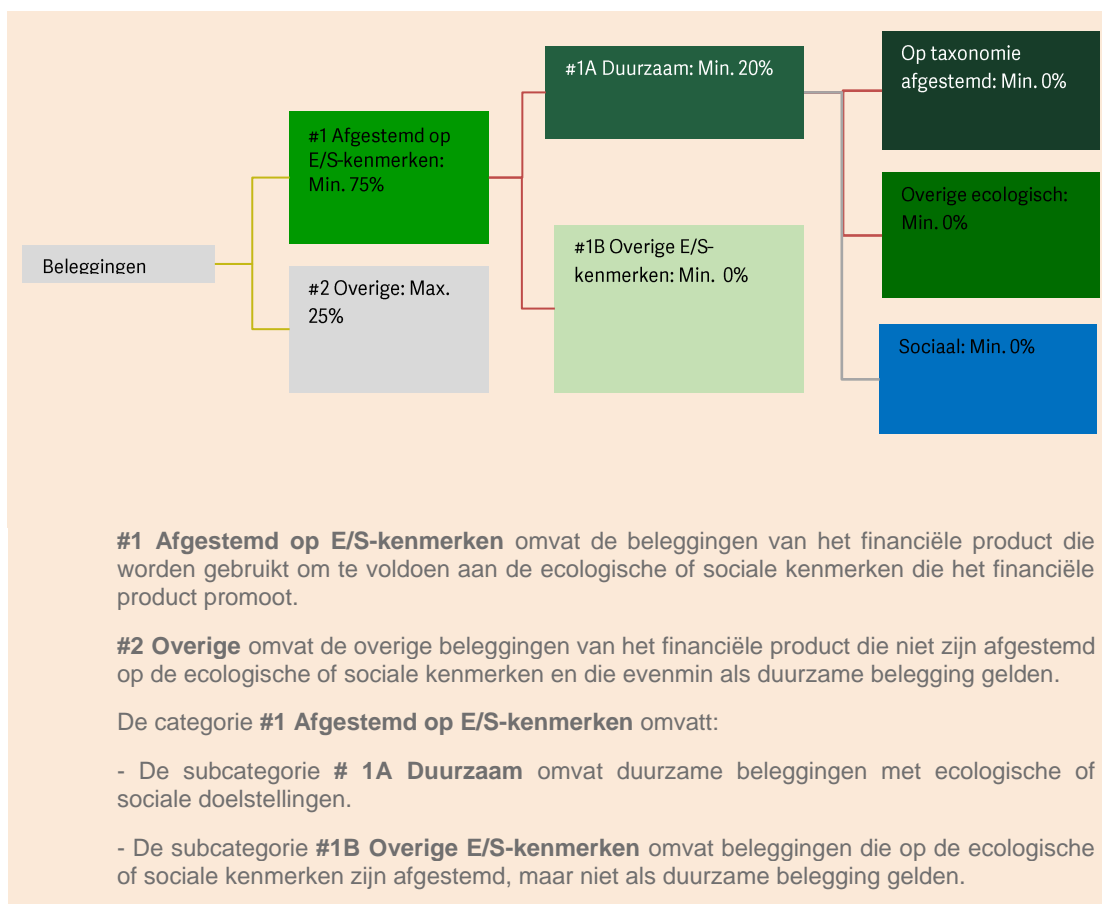 Beleggingen
#1 Afgestemd op
E/S-kenmerken:
Min. 75%
#2 Overige: Max.
25%
#1A Duurzaam: Min. 20%
#1B Overige E/S-
kenmerken: Min. 0%
Op taxonomie
afgestemd: Min. 0%
Overige ecologisch:
Min. 0%
Sociaal: Min. 0%
#1 Afgestemd op E/S-kenmerken omvat de beleggingen van het financiële product die
worden gebruikt om te voldoen aan de ecologische of sociale kenmerken die het financiële
product promoot.
#2 Overige omvat de overige beleggingen van het financiële product die niet zijn afgestemd
op de ecologische of sociale kenmerken en die evenmin als duurzame belegging gelden.
De categorie #1 Afgestemd op E/S-kenmerken omvatt:
- De subcategorie # 1A Duurzaam omvat duurzame beleggingen met ecologische of
sociale doelstellingen.
- De subcategorie #1B Overige E/S-kenmerken omvat beleggingen die op de ecologische
of sociale kenmerken zijn afgestemd, maar niet als duurzame belegging gelden.